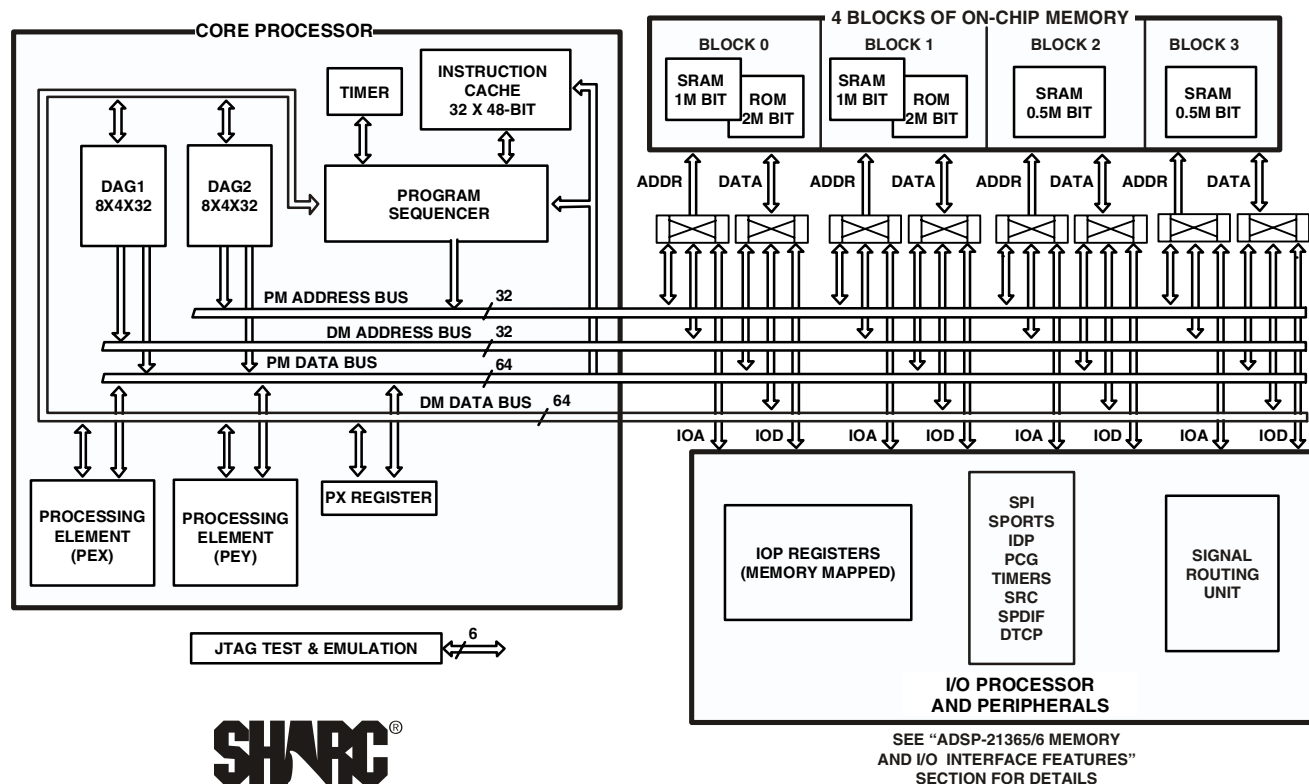 CORE PROCESSOR
TIMER
INSTRUCTION
CACHE
32 X 48-BIT
DAG1
8X4X32
DAG2
8X4X32
PROGRAM
SEQUENCER
PM ADDRESS BUS
32
DM ADDRESS BUS
32
PM DATA BUS
64
DM DATA BUS
64
PROCESSING
ELEMENT
(PEX)
PROCESSING
ELEMENT
(PEY)
PX REGISTER
JTAG TEST & EMULATION
6
SHARC®
4 BLOCKS OF ON-CHIP MEMORY
BLOCK 0
BLOCK 1
BLOCK 2
BLOCK 3
SRAM
1M BIT
ROM
2M BIT
SRAM
1M BIT
ROM
2M BIT
SRAM
0.5M BIT
SRAM
0.5M BIT
ADDR
DATA
ADDR
DATA
ADDR
DATA
ADDR
DATA
IOA
IOD
IOA
IOD
IOA
IOD
IOA
IOD
IOP REGISTERS
(MEMORY MAPPED)
SPI
SPORTS
IDP
PCG
TIMERS
SRC
SPDIF
DTCP
SIGNAL
ROUTING
UNIT
I/O PROCESSOR
AND PERIPHERALS
SEE “ADSP-21365/6 MEMORY
AND I/O INTERFACE FEATURES”
SECTION FOR DETAILS